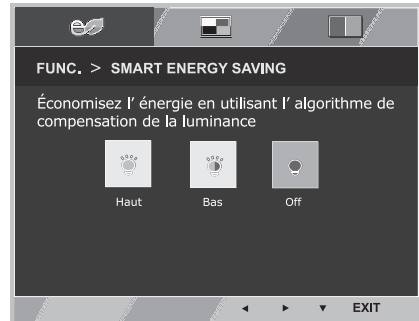 FUNC. > SMART ENERGY SAVING
Économisez l’ énergie en utilisant l’ algorithme de
compensation de la luminance
Haut Bas Off
EXIT